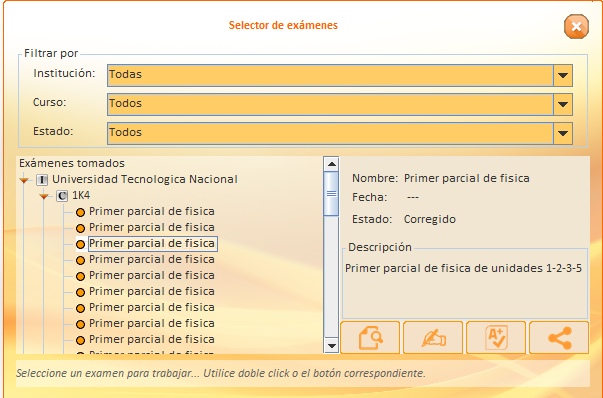 Selector de exámenes
Filtrar por
Institución: Todas
Curso: Todos
Estado: Todos
Exámenes tomados
I Universidad Tecnologica Nacional
C 1K4
Primer parcial de fisica
Primer parcial de fisica
Primer parcial de fisica
Primer parcial de fisica
Primer parcial de fisica
Primer parcial de fisica
Primer parcial de fisica
Primer parcial de fisica
Primer parcial de fisica
Primer parcial de fisica
Nombre: Primer parcial de fisica
Fecha: ---
Estado: Corregido
Descripción
Primer parcial de fisica de unidades 1-2-3-5
A+
Seleccione un examen para trabajar... Utilice doble click o el botón correspondiente.